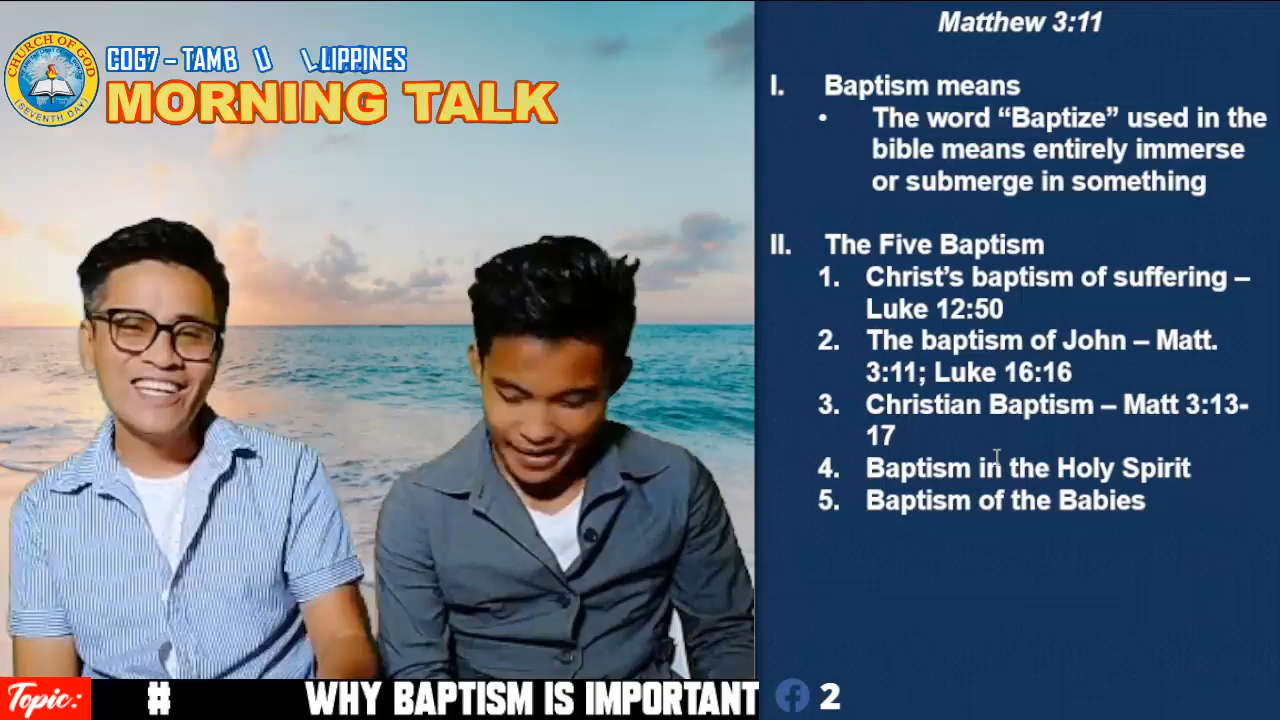 CHURCH OF GOD
(SEVENTH DAY)
COG7 – TAMB U LIPPINES
MORNING TALK
Matthew 3:11
I. Baptism means
• The word “Baptize” used in the
bible means entirely immerse
or submerge in something
II. The Five Baptism
1. Christ’s baptism of suffering –
Luke 12:50
2. The baptism of John – Matt.
3:11; Luke 16:16
3. Christian Baptism – Matt 3:13-
17
4. Baptism in the Holy Spirit
5. Baptism of the Babies
Topic: # WHY BAPTISM IS IMPORTANT
2